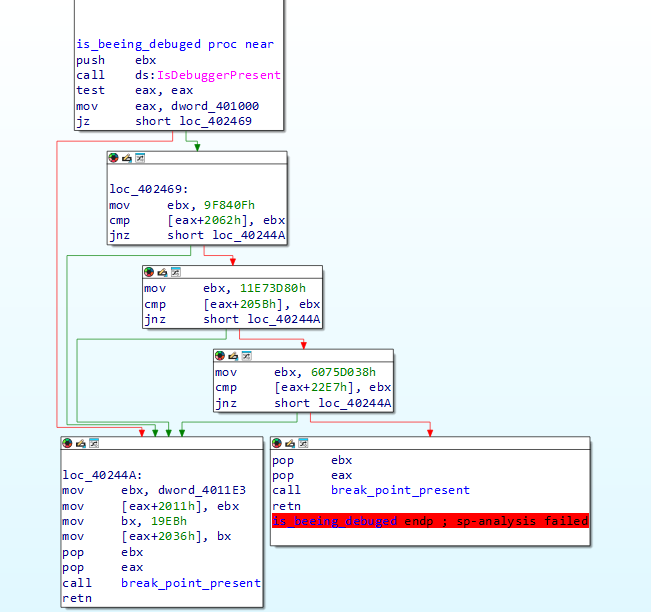 is_beeing_debuged proc near
push ebx
call ds:IsDebuggerPresent
test eax, eax
mov eax, dword_401000
jz short loc_402469
loc_402469:
mov ebx, 9F840Fh
cmp [eax+2062h], ebx
jnz short loc_40244A
mov ebx, 11E73D80h
cmp [eax+205Bh], ebx
jnz short loc_40244A
mov ebx, 6075D038h
cmp [eax+22E7h], ebx
jnz short loc_40244A
loc_40244A:
mov ebx, dword_4011E3
mov [eax+2011h], ebx
mov bx, 19EBh
mov [eax+2036h], bx
pop ebx
pop eax
call break_point_present
retn
pop ebx
pop eax
call break_point_present
retn
is_beeing_debuged endp ; sp-analysis failed